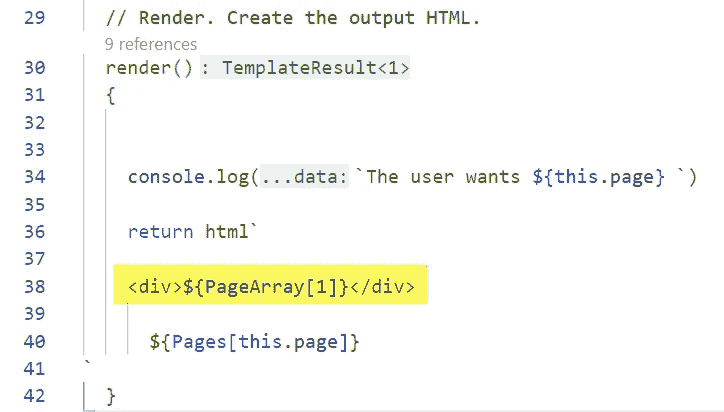 29 // Render. Create the output HTML.
9 references
30 render() : TemplateResult<1>
31 {
32
33
34 console.log(...data: `The user wants ${this.page} `)
35
36 return html`
37
38 <div>${PageArray[1]}</div>
39
40 ${Pages[this.page]}
41 `
42 }